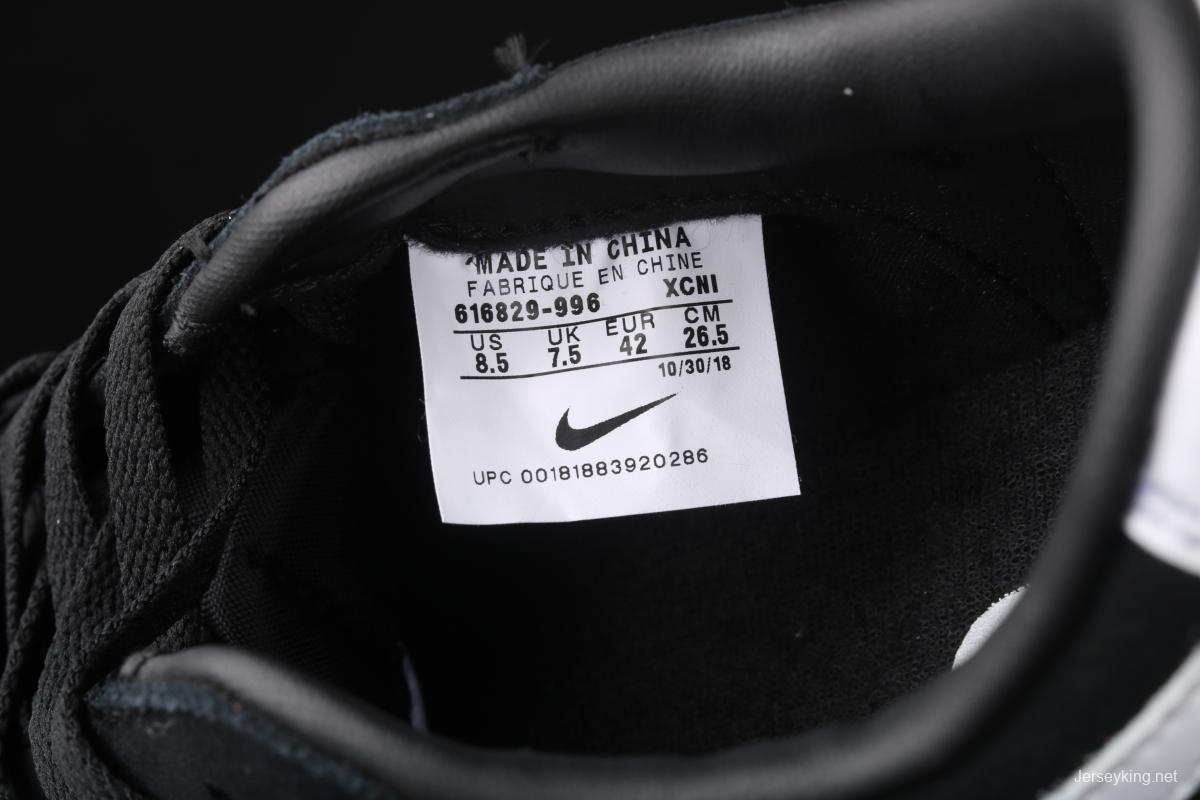 MADE IN CHINA
FABRIQUE EN CHINE
616829-996 XCNI
US UK EUR CM
8.5 7.5 42 26.5
10/30/18
UPC 00181883920286
Jerseyking.net